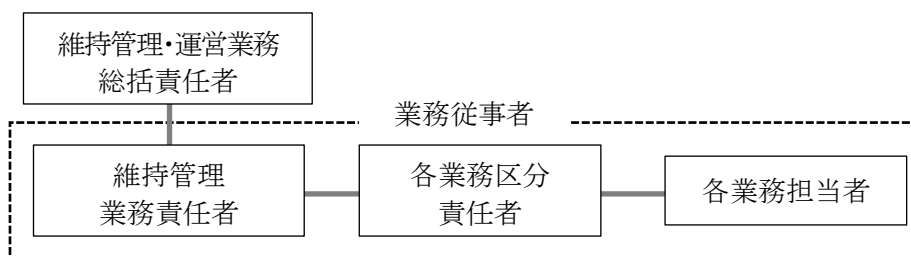 維持管理・運営業務
総括責任者
業務従事者
維持管理
業務責任者
各業務区分
責任者
各業務担当者